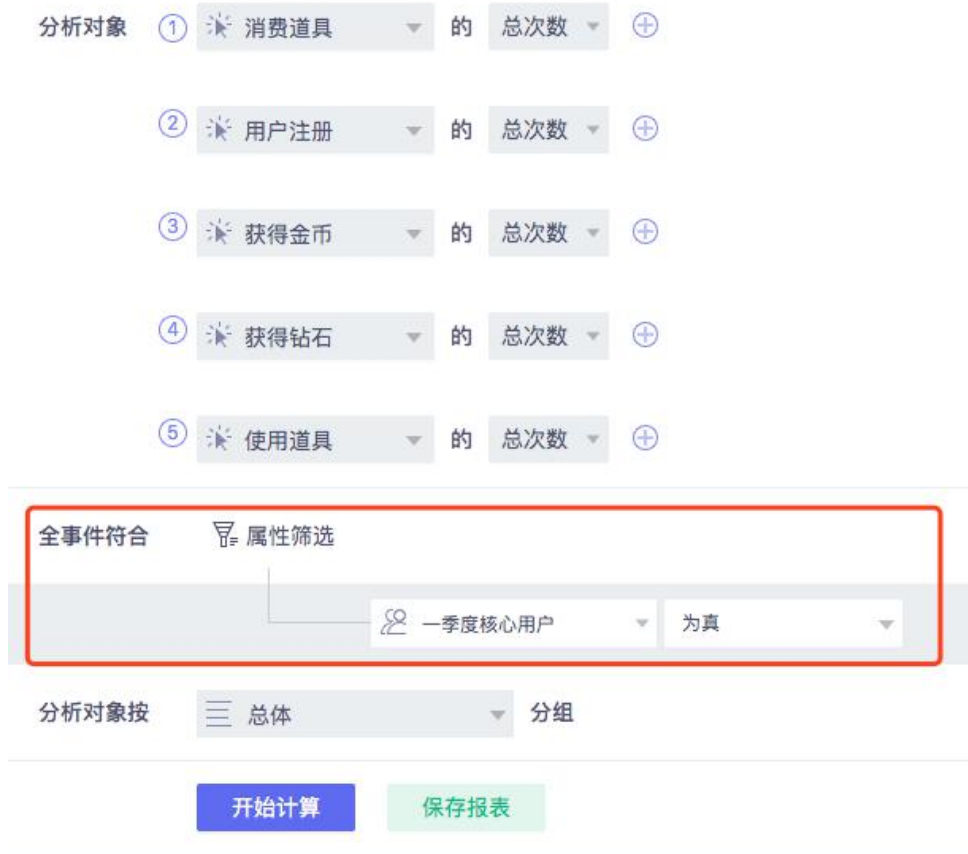 分析对象 ① 消费道具 的 总次数
② 用户注册 的 总次数
③ 获得金币 的 总次数
④ 获得钻石 的 总次数
⑤ 使用道具 的 总次数
全事件符合 属性筛选
一季度核心用户 为真
分析对象按 总体 分组
开始计算 保存报表